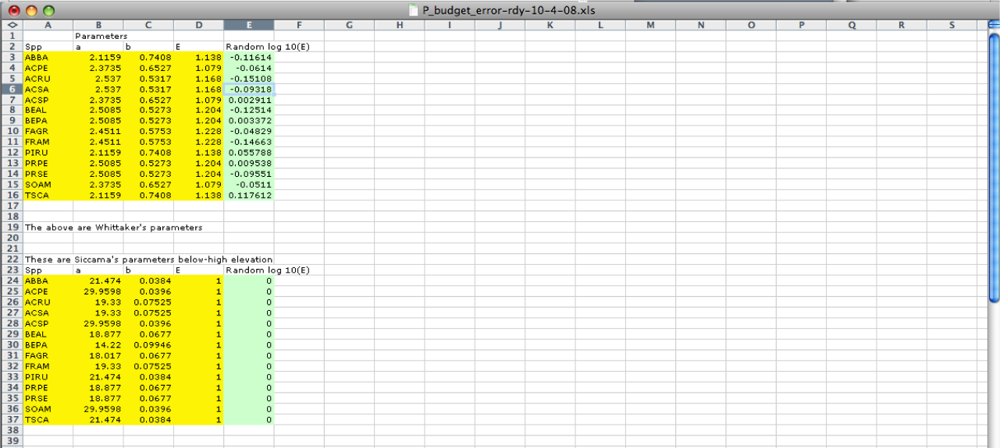 P_budget_error-rdy-10-4-08.xls
A B C D E F G H I J K L M N O P Q R S
1 Parameters
2 Spp a b E Random log 10(E)
3 ABBA 2.1159 0.7408 1.138 -0.11614
4 ACPE 2.3735 0.6527 1.079 -0.0614
5 ACRU 2.537 0.5317 1.168 -0.15108
6 ACSA 2.537 0.5317 1.168 -0.09318
7 ACSP 2.3735 0.6527 1.079 0.002911
8 BEAL 2.5085 0.5273 1.204 -0.12514
9 BEPA 2.5085 0.5273 1.204 0.003372
10 FAGR 2.4511 0.5753 1.228 -0.04829
11 FRAM 2.4511 0.5753 1.228 -0.14663
12 PIRU 2.1159 0.7408 1.138 0.055788
13 PRPE 2.5085 0.5273 1.204 0.009538
14 PRSE 2.5085 0.5273 1.204 -0.09551
15 SOAM 2.3735 0.6527 1.079 -0.0511
16 TSCA 2.1159 0.7408 1.138 0.117612
17
18
19 The above are Whittaker's parameters
20
21
22 These are Siccama's parameters below-high elevation
23 Spp a b E Random log 10(E)
24 ABBA 21.474 0.0384 1 0
25 ACPE 29.9598 0.0396 1 0
26 ACRU 19.33 0.07525 1 0
27 ACSA 19.33 0.07525 1 0
28 ACSP 29.9598 0.0396 1 0
29 BEAL 18.877 0.0677 1 0
30 BEPA 14.22 0.09946 1 0
31 FAGR 18.017 0.0677 1 0
32 FRAM 19.33 0.07525 1 0
33 PIRU 21.474 0.0384 1 0
34 PRPE 18.877 0.0677 1 0
35 PRSE 18.877 0.0677 1 0
36 SOAM 29.9598 0.0396 1 0
37 TSCA 21.474 0.0384 1 0
38
39